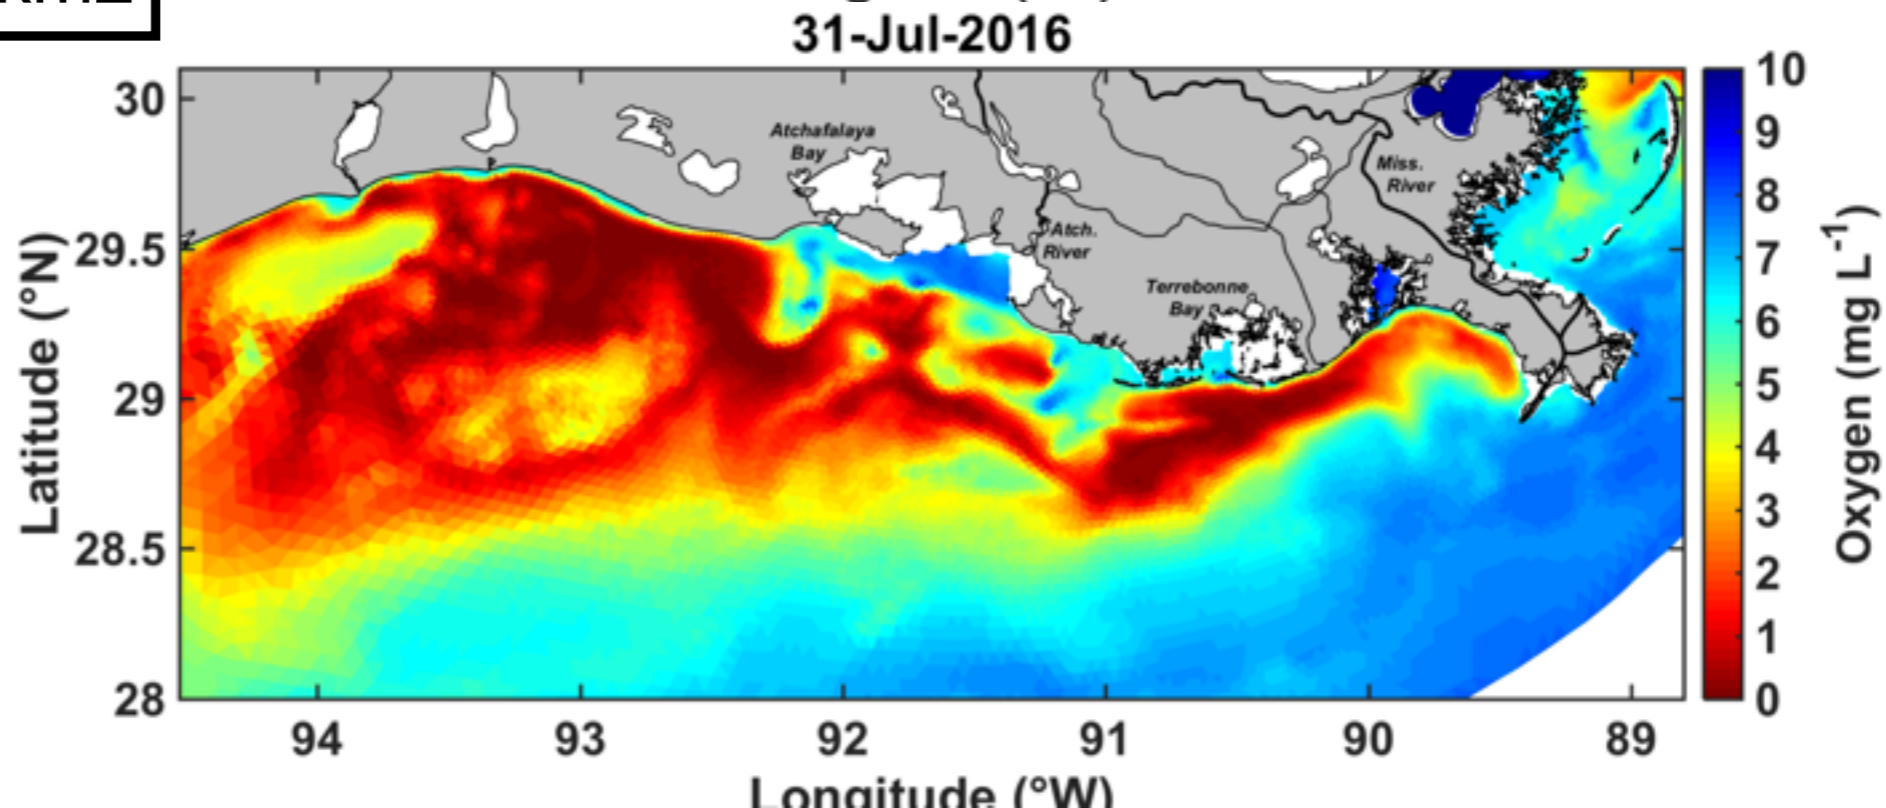 31-Jul-2016
30
29.5
29
28.5
28
Latitude (°N)
Atchafalaya
Bay
Atch.
River
Terrebonne
Bay
Miss.
River
94
93
92
91
90
89
Longitude (°W)
10
9
8
7
6
5
4
3
2
1
0
Oxygen (mg L-1)